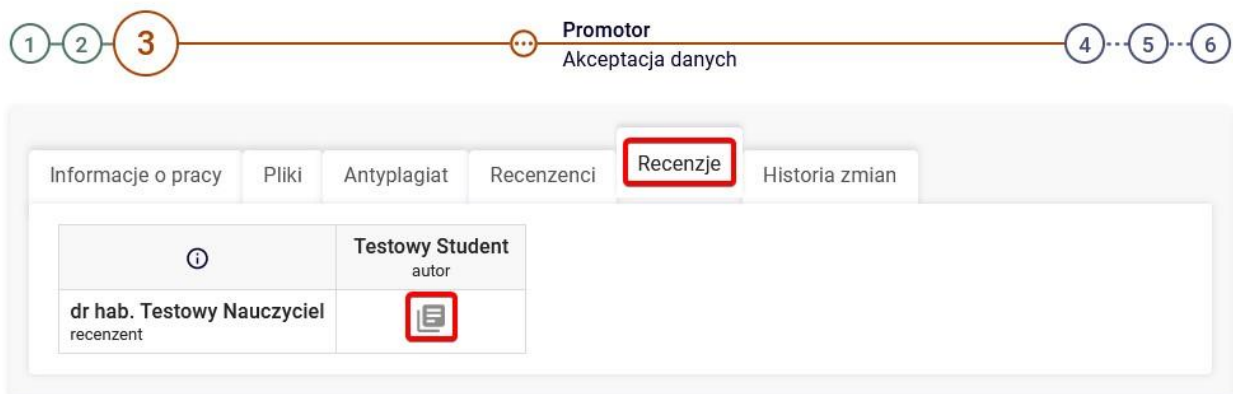 1 2 3 Promotor 4 5 6
Akceptacja danych
Informacje o pracy Pliki Antyplagiat Recenzenci Recenzje Historia zmian
Testowy Student
autor
dr hab. Testowy Nauczyciel
recenzent